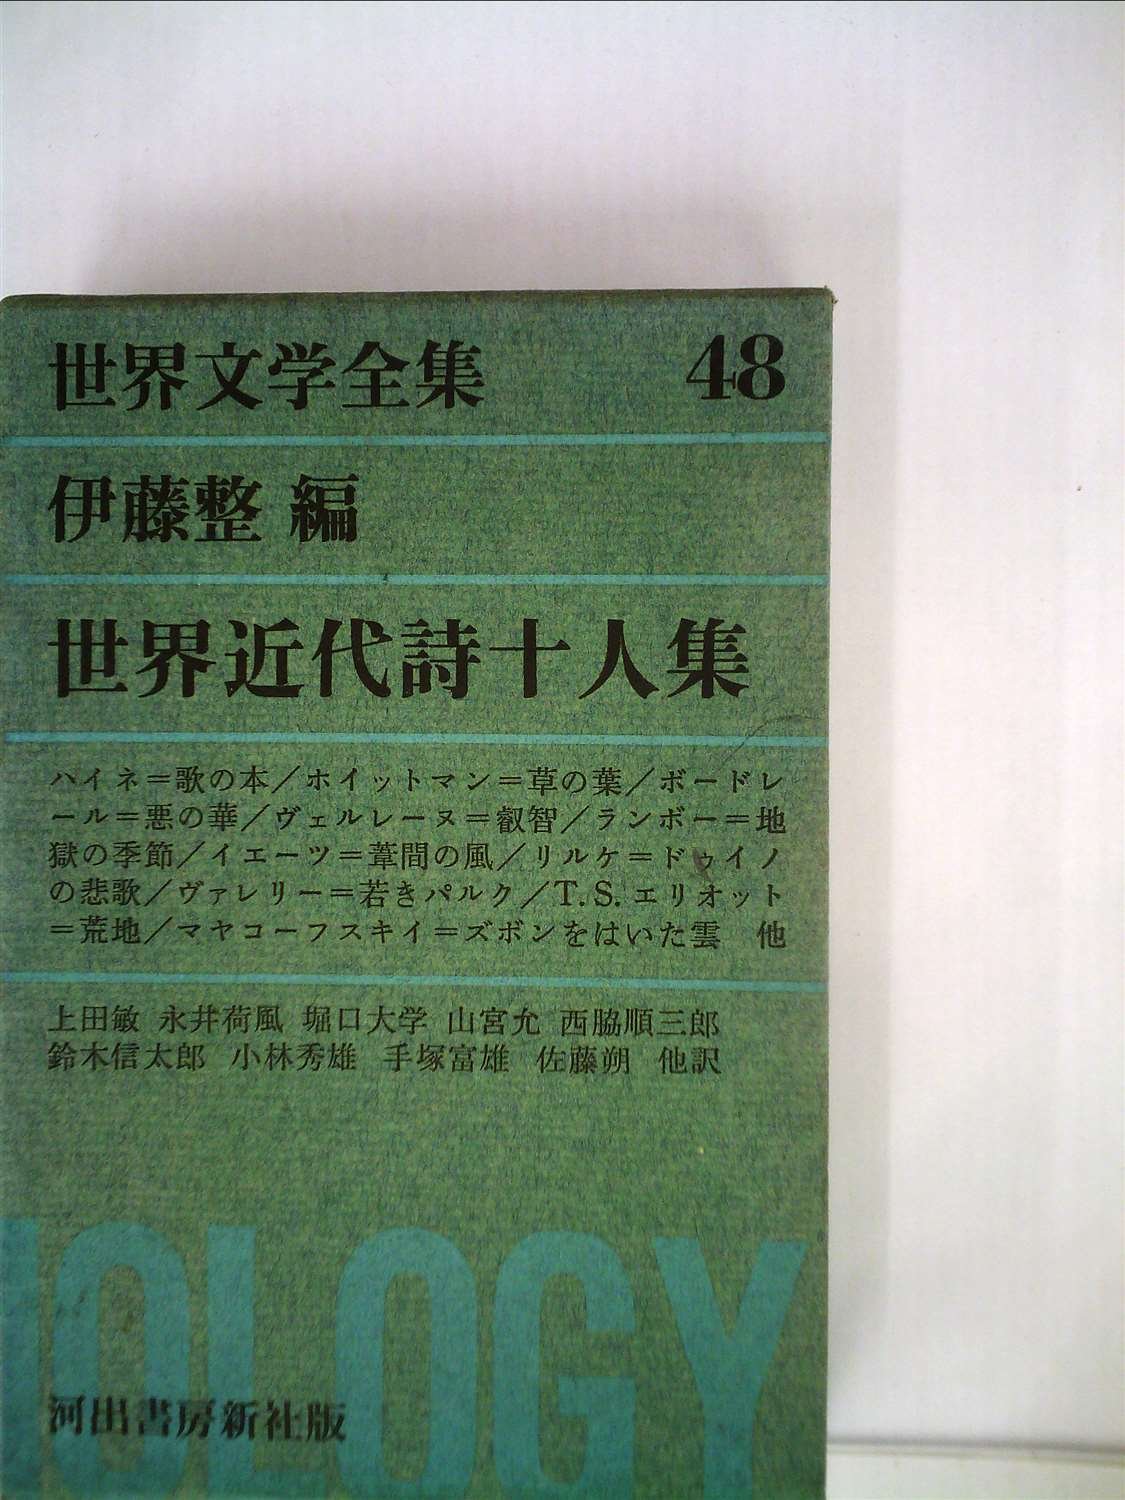 世界文学全集 48
伊藤整 編
世界近代詩十人集
ハイネ＝歌の本／ホイットマン＝草の葉／ボードレ
ール＝悪の華／ヴェルレーヌ＝叡智／ランボー＝地
獄の季節／イエーツ＝葦間の風／リルケ＝ドゥイノ
の悲歌／ヴァレリー＝若きパルク／T.S.エリオット
＝荒地／マヤコーフスキイ＝ズボンをはいた雲 他
上田敏 永井荷風 堀口大学 山宮允 西脇順三郎
鈴木信太郎 小林秀雄 手塚富雄 佐藤朔 他訳
OLOGY
河出書房新社版